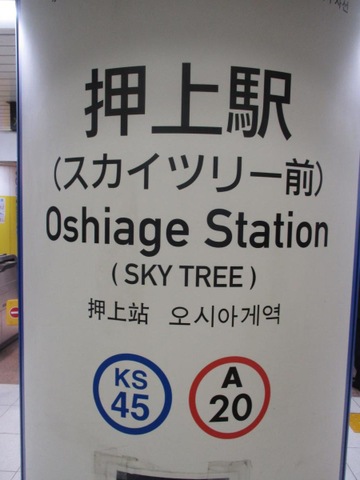 押上駅
(スカイツリー前)
Oshiage Station
(SKY TREE)
押上站 오시아게역
KS
45
A
20